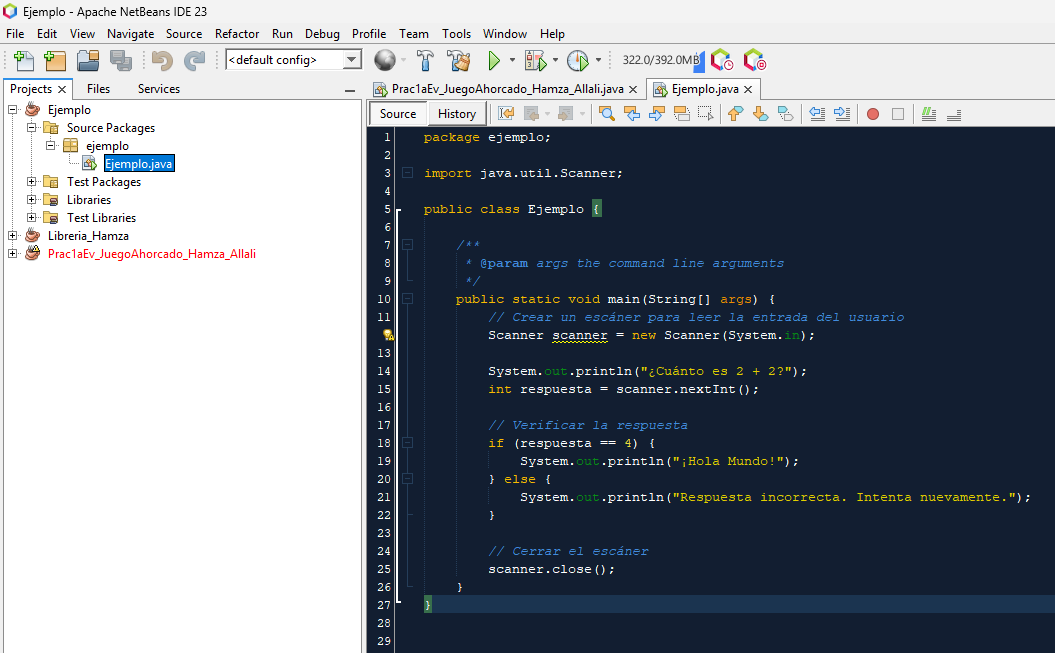 Ejemplo - Apache NetBeans IDE 23
File Edit View Navigate Source Refactor Run Debug Profile Team Tools Window Help
<default config> 322.0/392.0MB
Projects Files Services
Prac1aEv_JuegoAhorcado_Hamza_Allali.java Ejemplo.java
Source History
Ejemplo
Source Packages
ejemplo
Ejemplo.java
Test Packages
Libraries
Test Libraries
Libreria_Hamza
Prac1aEv_JuegoAhorcado_Hamza_Allali
1 package ejemplo;
2
3 import java.util.Scanner;
4
5 public class Ejemplo {
6
7 /**
8 * @param args the command line arguments
9 */
10 public static void main(String[] args) {
11 // Crear un escáner para leer la entrada del usuario
Scanner scanner = new Scanner(System.in);
13
14 System.out.println("¿Cuánto es 2 + 2?");
15 int respuesta = scanner.nextInt();
16
17 // Verificar la respuesta
18 if (respuesta == 4) {
19 System.out.println("¡Hola Mundo!");
20 } else {
21 System.out.println("Respuesta incorrecta. Intenta nuevamente.");
22 }
23
24 // Cerrar el escáner
25 scanner.close();
26 }
27 }
28
29